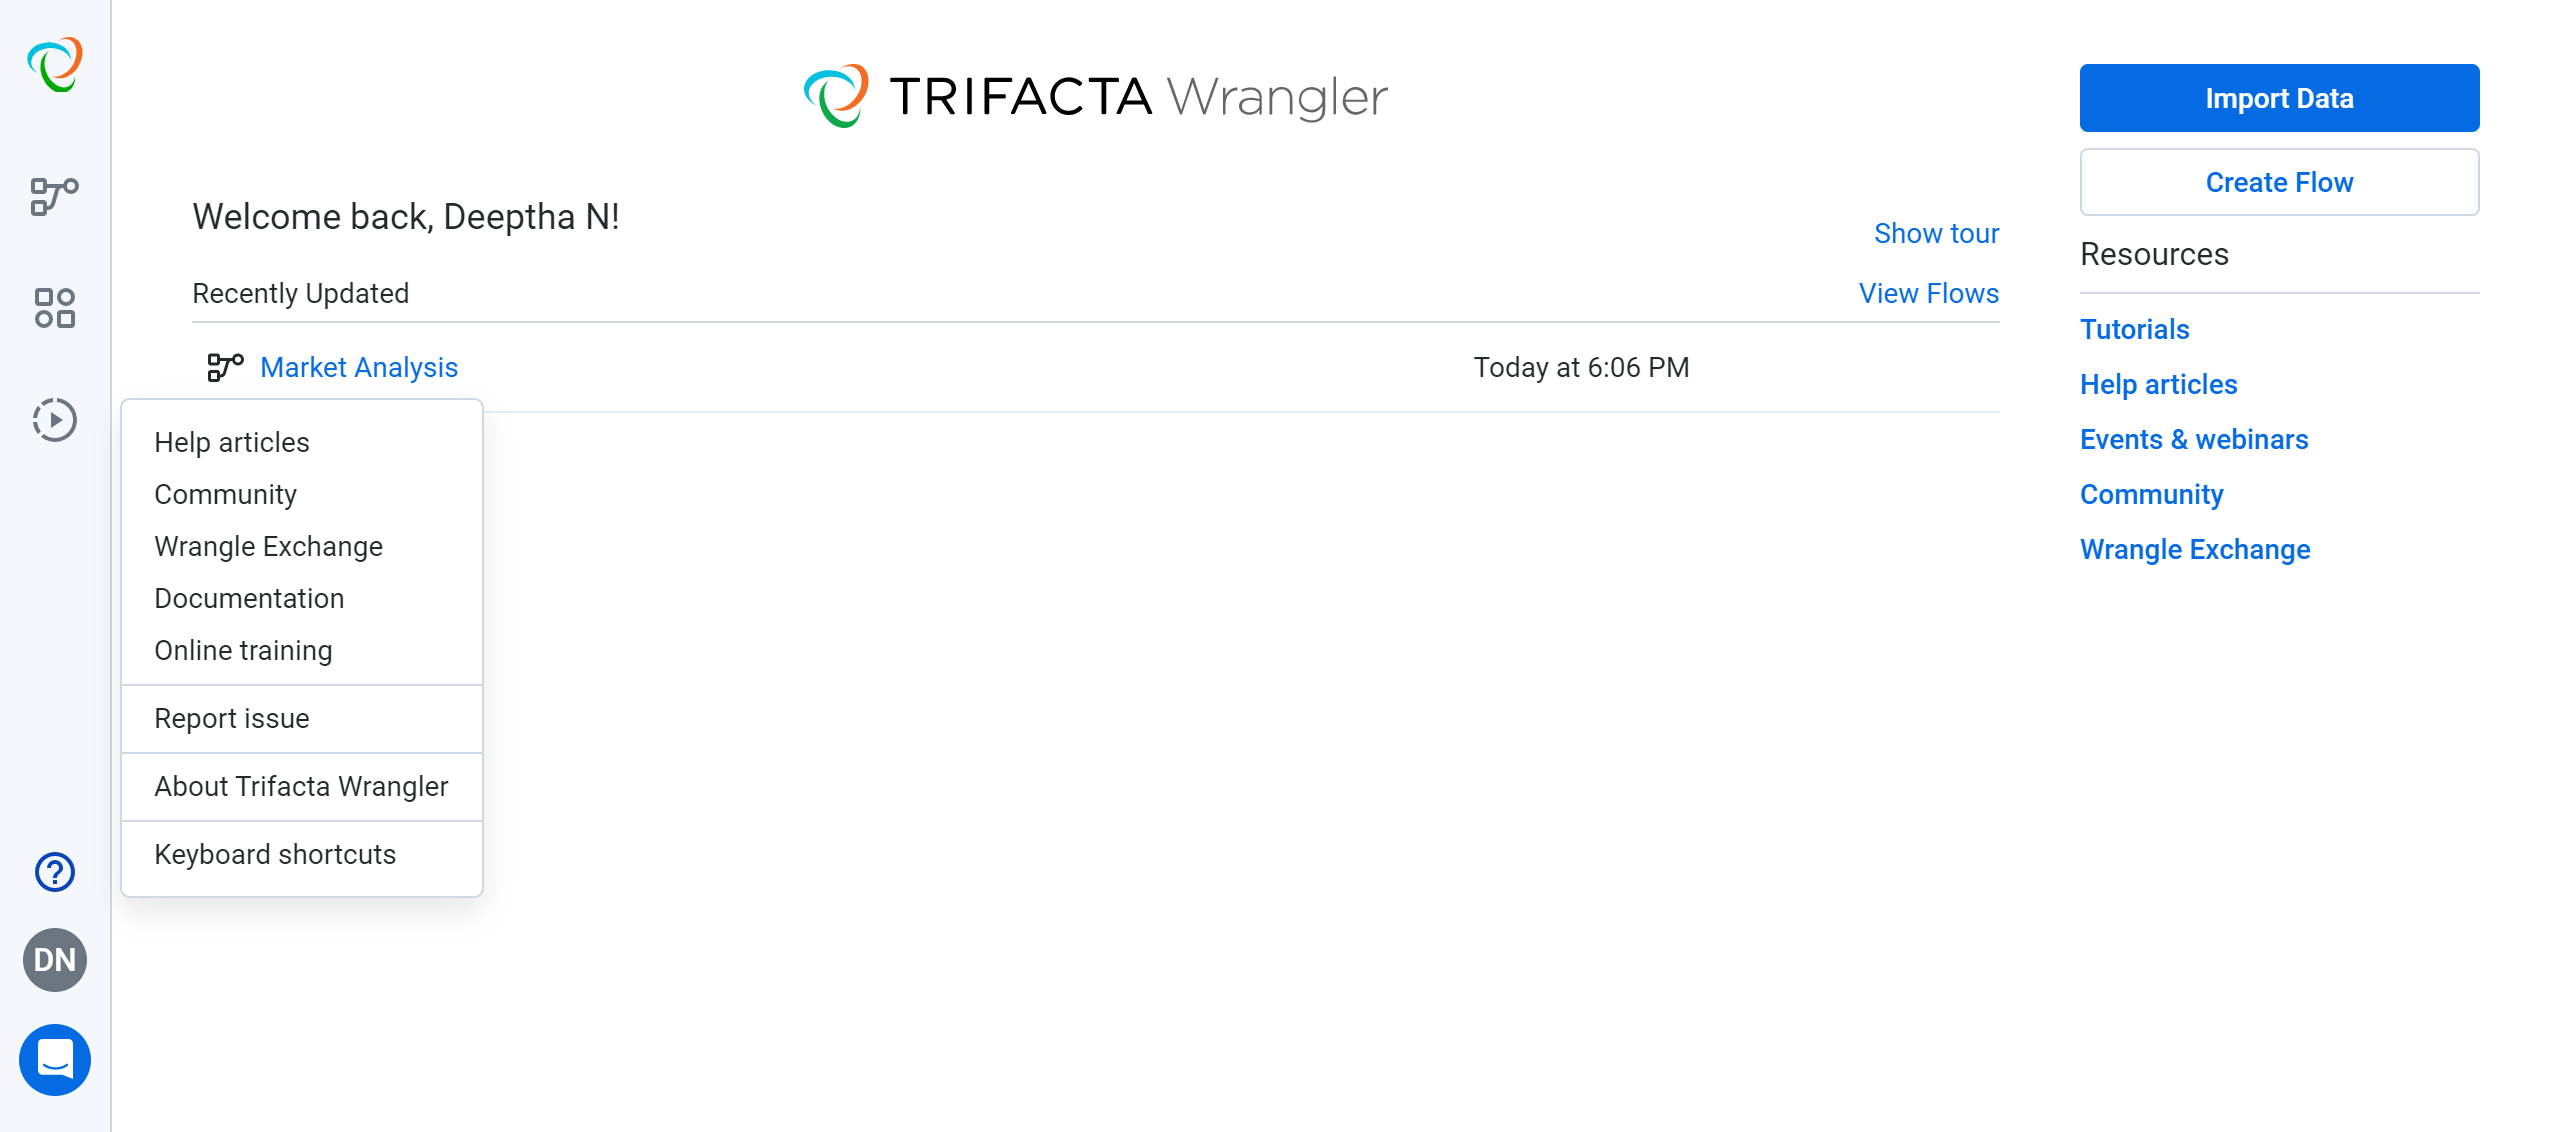 TRIFACTA Wrangler
Import Data
Create Flow
Welcome back, Deeptha N!
Show tour
Resources
Recently Updated
View Flows
Tutorials
Market Analysis
Today at 6:06 PM
Help articles
Events & webinars
Community
Wrangle Exchange
Help articles
Community
Wrangle Exchange
Documentation
Online training
Report issue
About Trifacta Wrangler
Keyboard shortcuts
DN